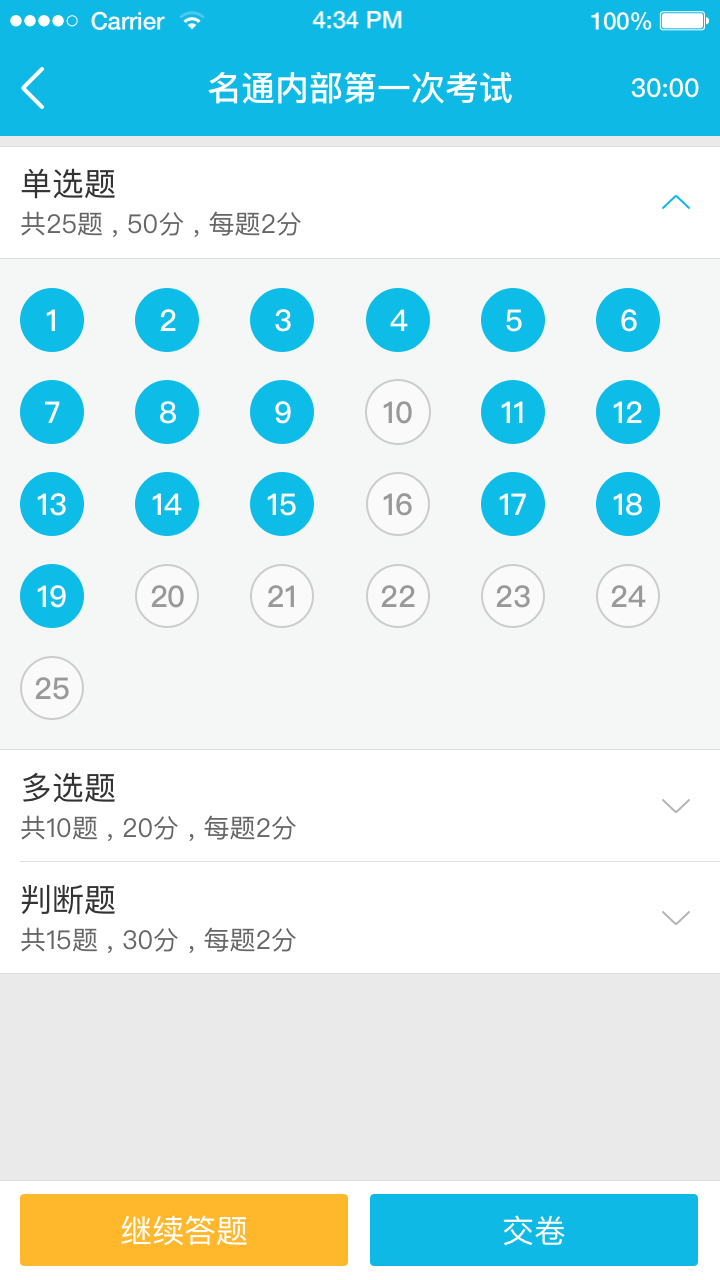 Carrier 4:34 PM 100%
名通内部第一次考试 30:00
单选题
共25题，50分，每题2分
1 2 3 4 5 6
7 8 9 10 11 12
13 14 15 16 17 18
19 20 21 22 23 24
25
多选题
共10题，20分，每题2分
判断题
共15题，30分，每题2分
继续答题 交卷